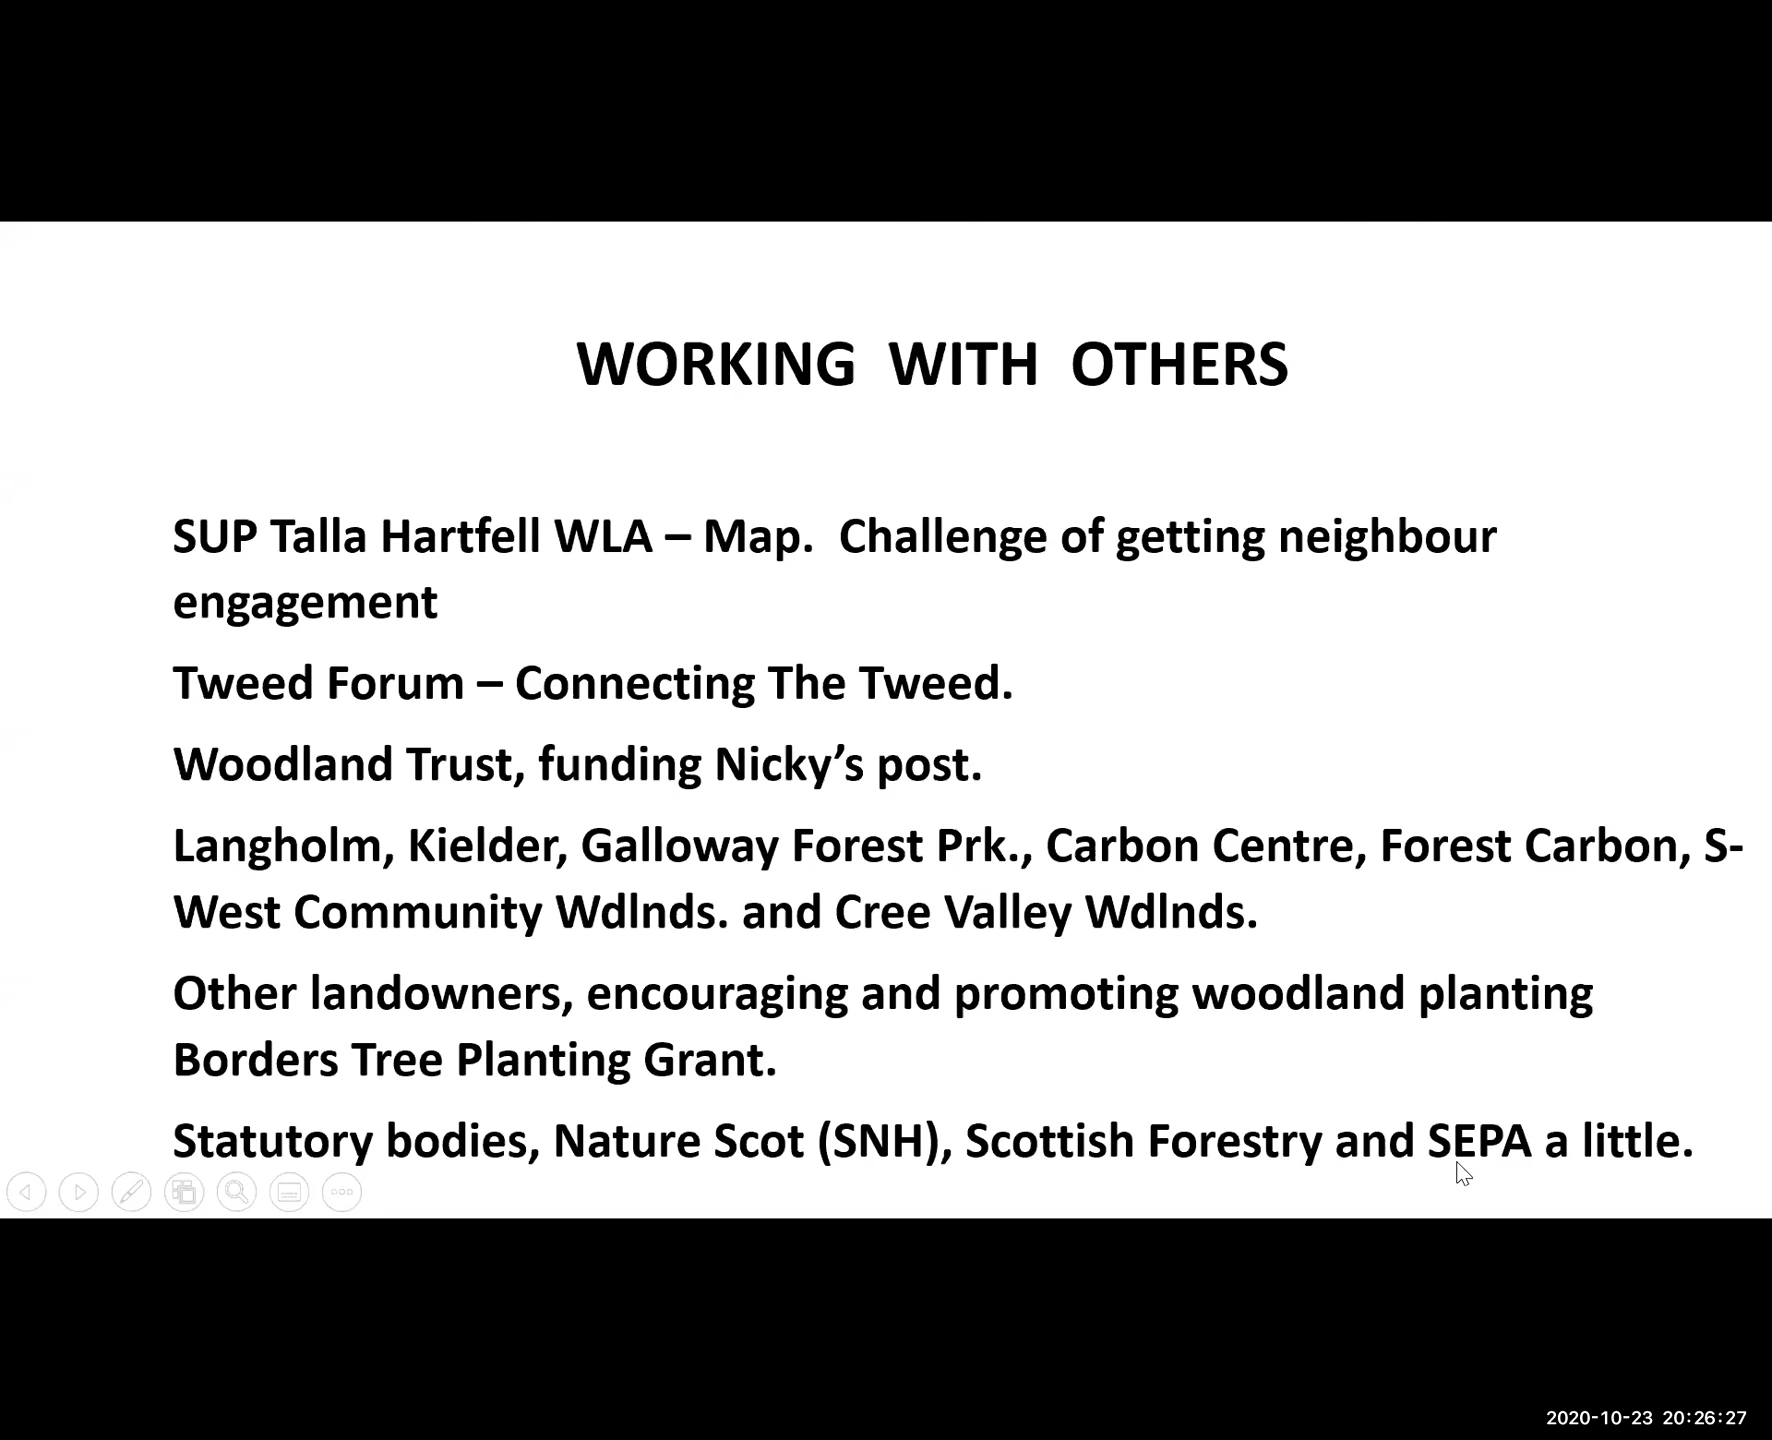 WORKING WITH OTHERS
SUP Talla Hartfell WLA – Map. Challenge of getting neighbour
engagement
Tweed Forum – Connecting The Tweed.
Woodland Trust, funding Nicky’s post.
Langholm, Kielder, Galloway Forest Prk., Carbon Centre, Forest Carbon, S-
West Community Wdlnds. and Cree Valley Wdlnds.
Other landowners, encouraging and promoting woodland planting
Borders Tree Planting Grant.
Statutory bodies, Nature Scot (SNH), Scottish Forestry and SEPA a little.
2020-10-23 20:26:27